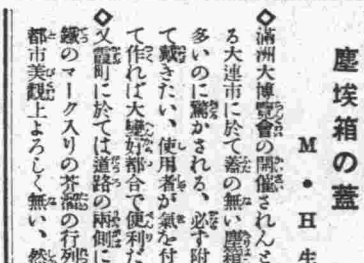 塵埃箱の蓋
M・H生
◇滿洲大博覽會の開催されんと
る大連市に於て蓋の無い塵箱
多いのに驚かされる、必ず附
て戴きたい、使用者が氣を付
て作れば大變好都合で便利だ
◇又霞町に於ては道路の兩側に
鐵のマーク入りの芥溜の行列
都市美觀上よろしく無い、然